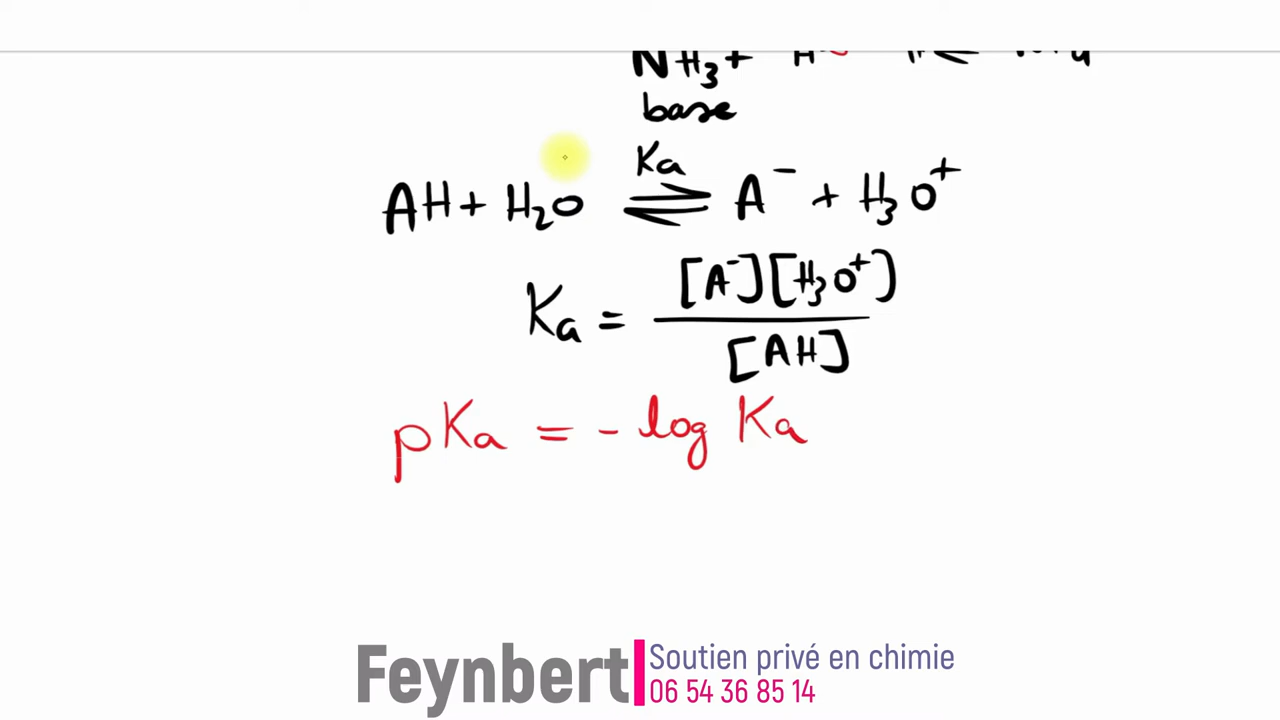 NH₃ +
base
Ka
AH + H₂O ⇌ A⁻ + H₃O⁺
Ka = [A⁻][H₃O⁺] / [AH]
pKa = - log Ka
Feynbert
Soutien privé en chimie
06 54 36 85 14